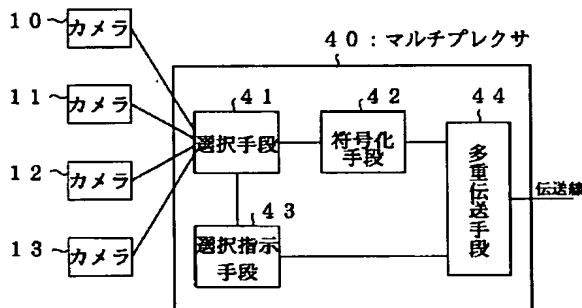 10
カメラ
11
カメラ
12
カメラ
13
カメラ
40:マルチプレクサ
41
選択手段
42
符号化
手段
43
選択指示
手段
44
多重伝送手段
伝送線